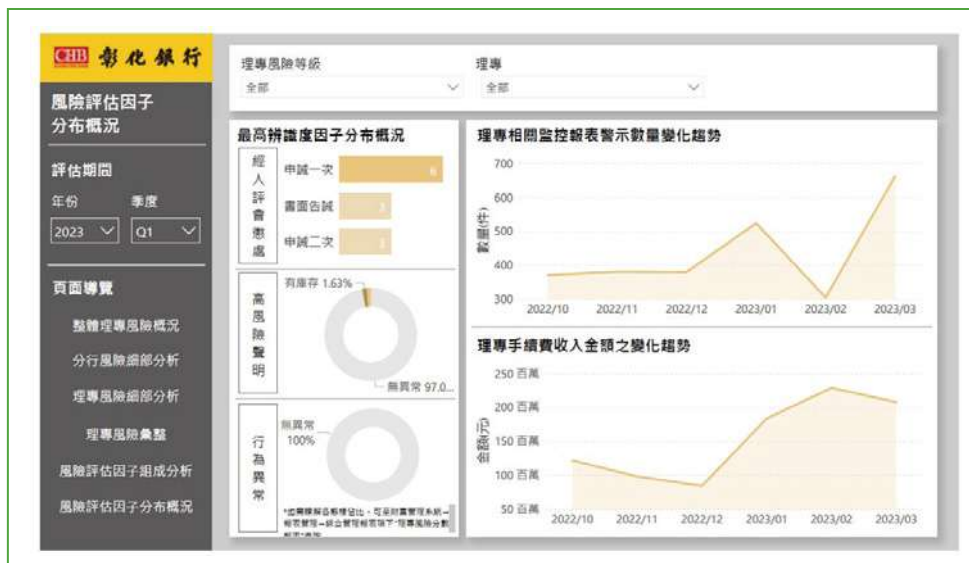 CHB 彰化銀行
風險評估因子
分布概況
評估期間
年份 季度
2023 Q1
頁面導覽
整體理專風險概況
分行風險細部分析
理專風險細部分析
理專風險彙整
風險評估因子組成分析
風險評估因子分布概況
理專風險等級 理專
全部 全部
最高辨識度因子分布概況
經人評會懲處
申誡一次 6
書面告誡 3
申誡二次 3
高風險聲明
有庫存 1.63%
無異常 97.0...
行為異常
無異常
100%
理專相關監控報表警示數量變化趨勢
數量(件)
700
600
500
400
300
2022/10 2022/11 2022/12 2023/01 2023/02 2023/03
理專手續費收入金額之變化趨勢
金額(元)
250 百萬
200 百萬
150 百萬
100 百萬
50 百萬
2022/10 2022/11 2022/12 2023/01 2023/02 2023/03